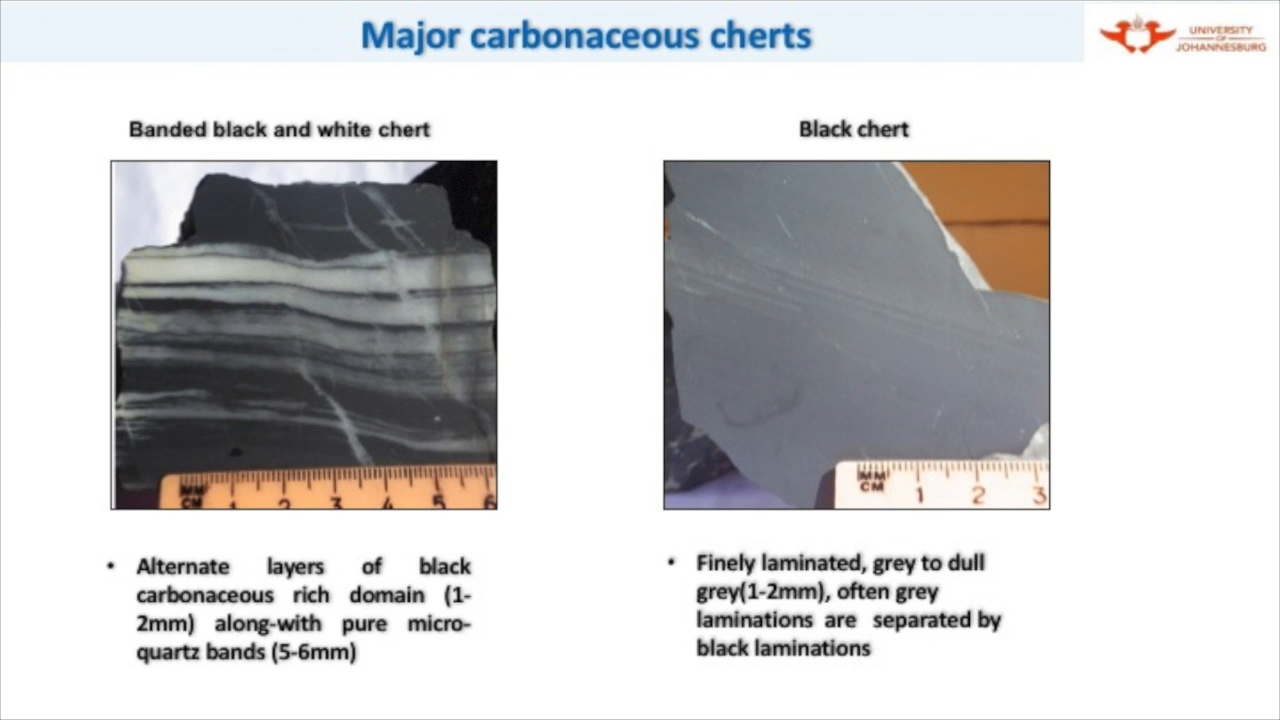 Major carbonaceous cherts
UNIVERSITY
OF
JOHANNESBURG
Banded black and white chert
Black chert
MM
CM 1 2 3 4 5 6
MM
CM 1 2 3
• Alternate layers of black
carbonaceous rich domain (1-
2mm) along-with pure micro-
quartz bands (5-6mm)
• Finely laminated, grey to dull
grey(1-2mm), often grey
laminations are separated by
black laminations